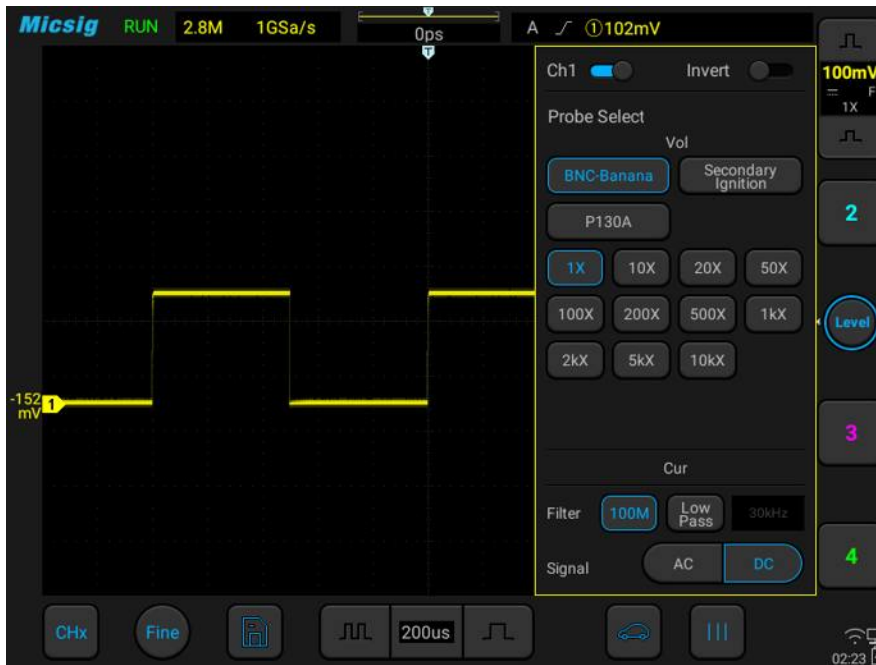 Micsig RUN 2.8M 1GSa/s 0ps A ①102mV
T
T
Ch1 Invert
100mV
F
1X
Probe Select
Vol
BNC-Banana Secondary Ignition
P130A
2
1X 10X 20X 50X
100X 200X 500X 1kX
Level
2kX 5kX 10kX
-152 mV 1
3
Cur
Filter 100M Low Pass 30kHz
Signal AC DC
4
CHx Fine 200us
02:23